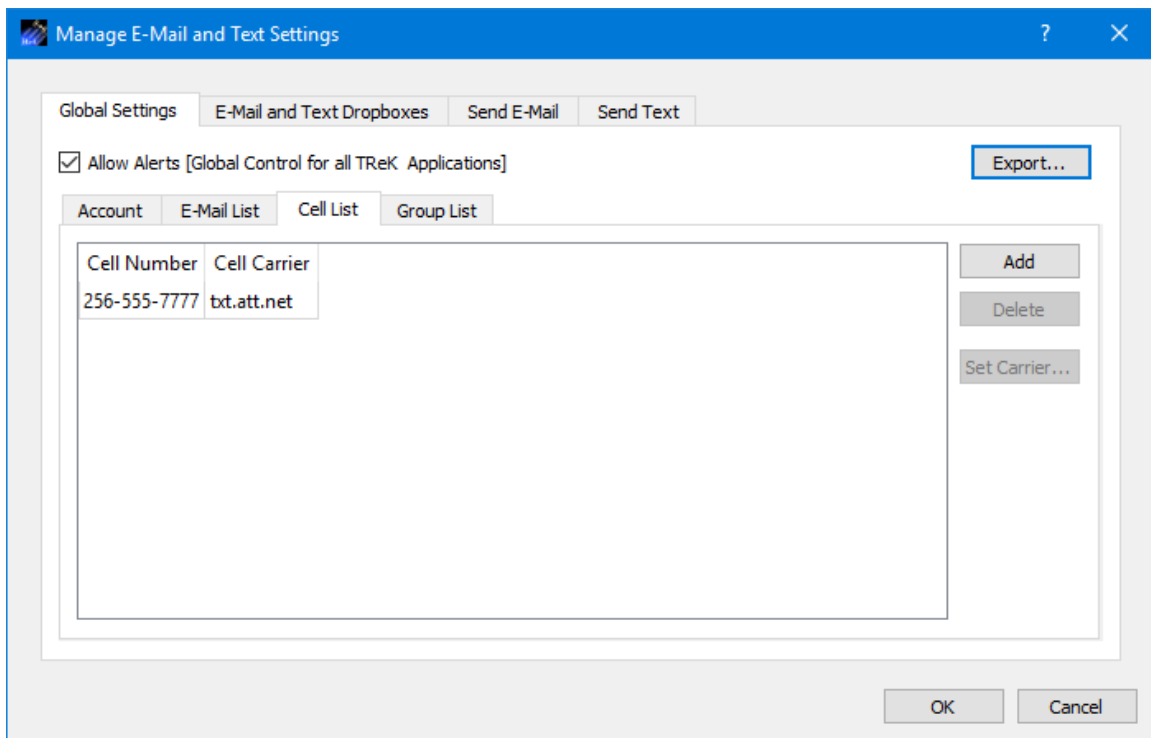 Manage E-Mail and Text Settings ?
Global Settings E-Mail and Text Dropboxes Send E-Mail Send Text
Allow Alerts [Global Control for all TReK Applications] Export...
Account E-Mail List Cell List Group List
Cell Number Cell Carrier Add
256-555-7777 txt.att.net Delete
Set Carrier...
OK Cancel